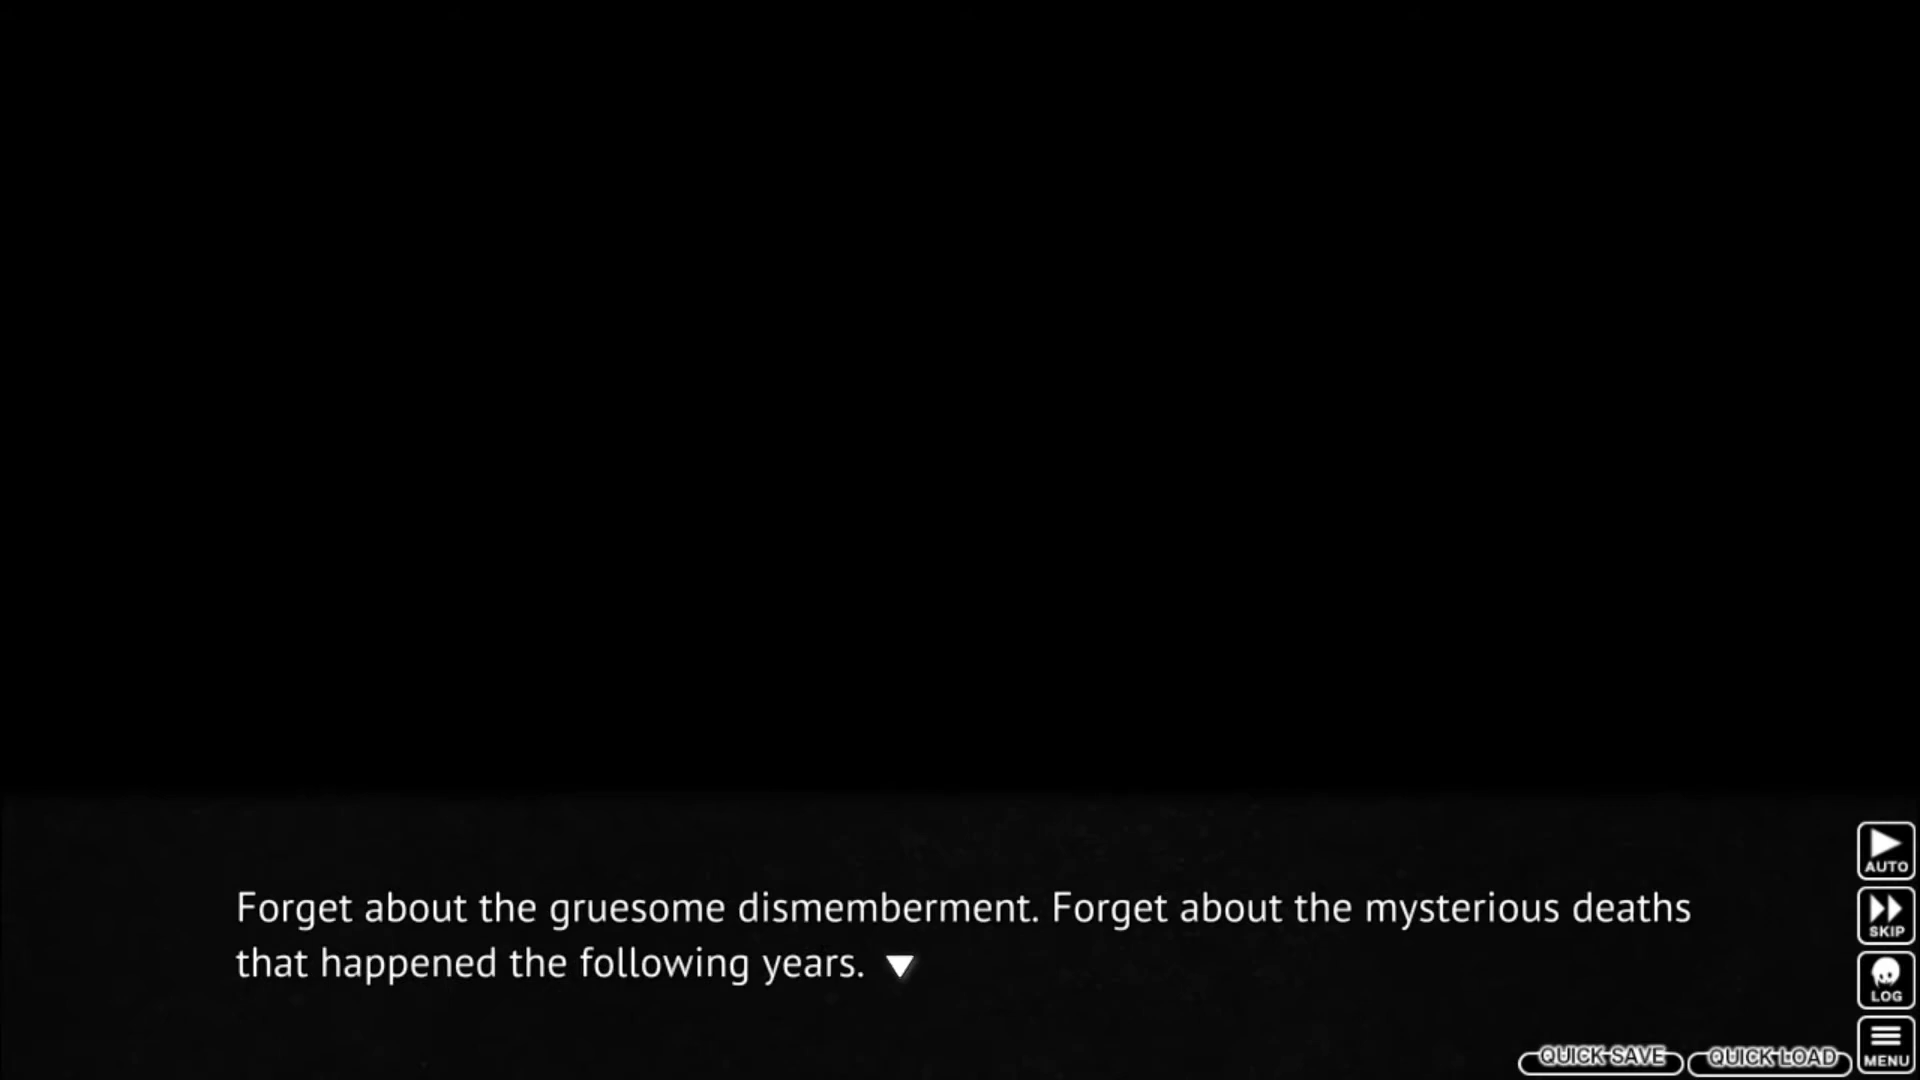 Forget about the gruesome dismemberment. Forget about the mysterious deaths
that happened the following years.
AUTO
SKIP
LOG
MENU
QUICK SAVE
QUICK LOAD